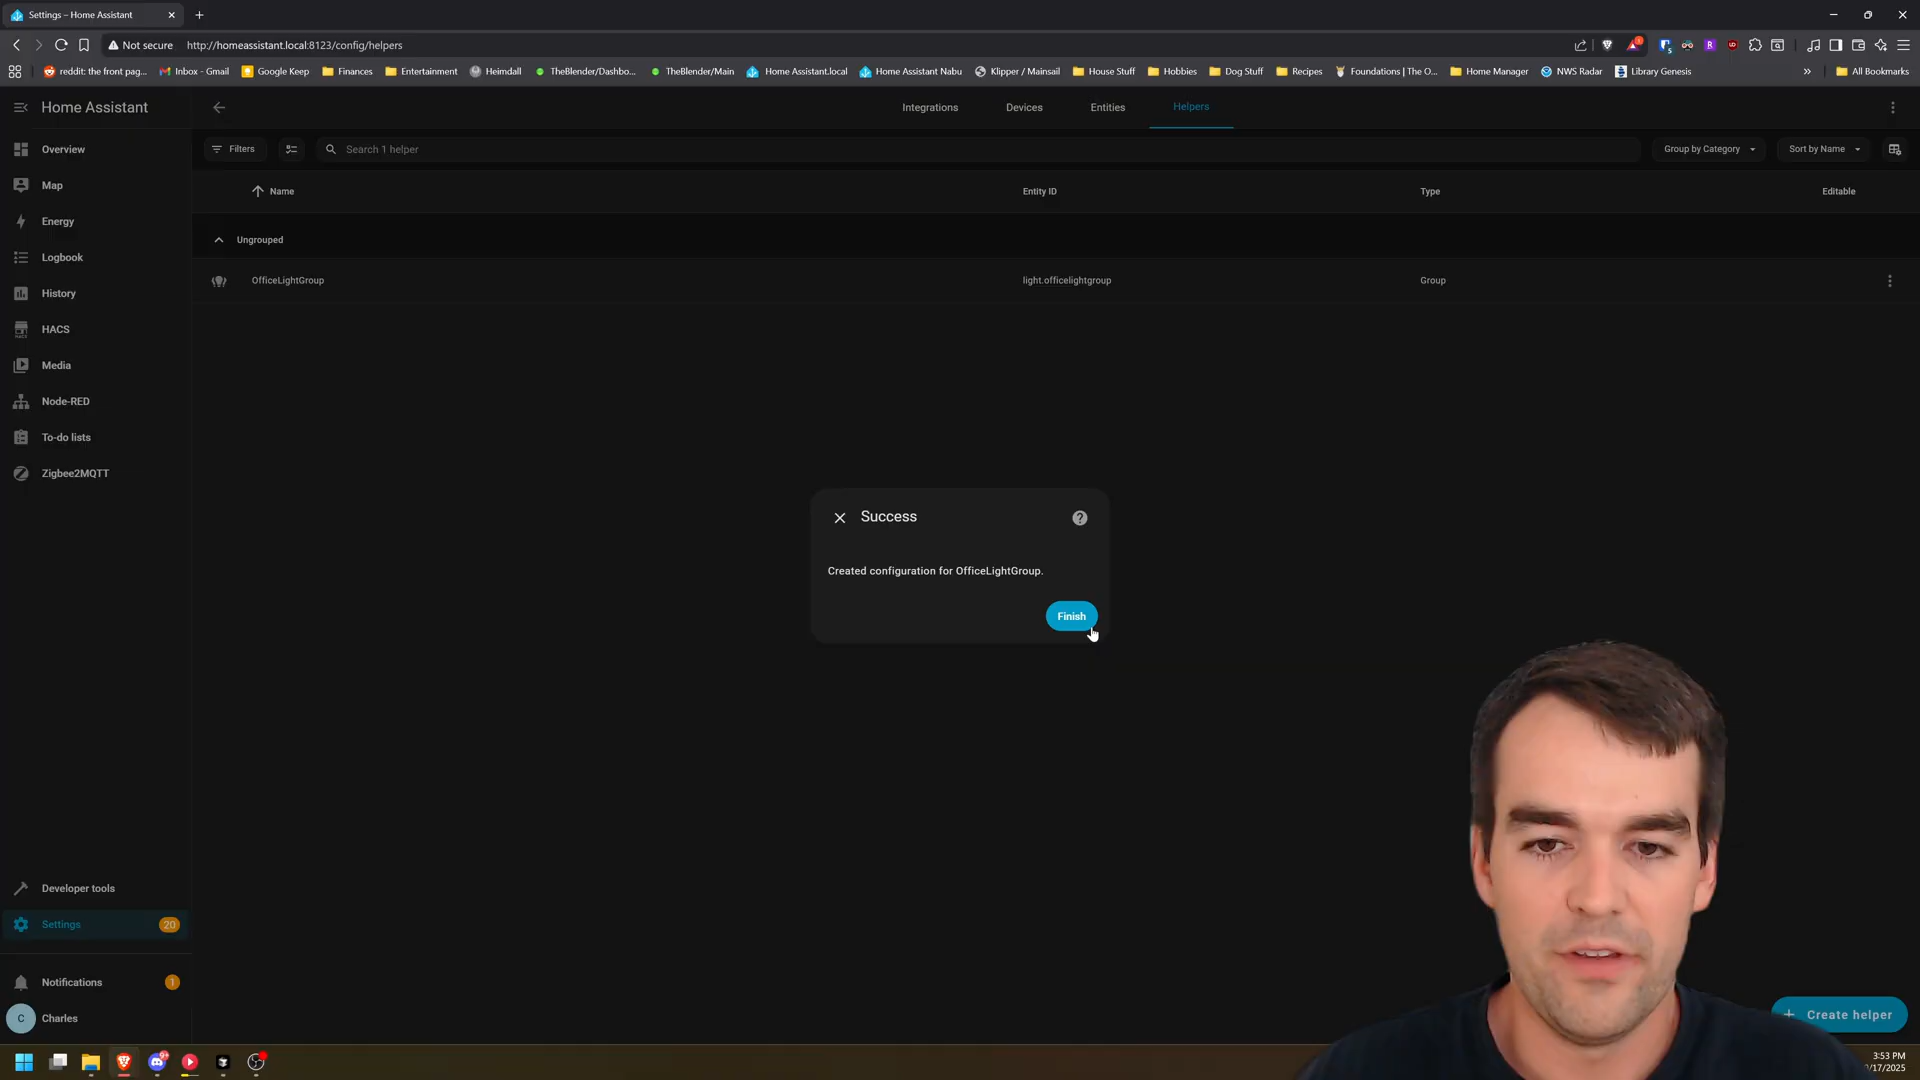 Settings – Home Assistant
Not secure
http://homeassistant.local:8123/config/helpers
reddit: the front pag...
Inbox - Gmail
Google Keep
Finances
Entertainment
Heimdall
TheBlender/Dashbo...
TheBlender/Main
Home Assistant.local
Home Assistant Nabu
Klipper / Mainsail
House Stuff
Hobbies
Dog Stuff
Recipes
Foundations | The O...
Home Manager
NWS Radar
Library Genesis
»
All Bookmarks
Home Assistant
Integrations
Devices
Entities
Helpers
Overview
Map
Energy
Logbook
History
HACS
Media
Node-RED
To-do lists
Zigbee2MQTT
Filters
Search 1 helper
Group by Category
Sort by Name
Name
Entity ID
Type
Editable
Ungrouped
OfficeLightGroup
light.officelightgroup
Group
Success
Created configuration for OfficeLightGroup.
Finish
Developer tools
Settings
20
Notifications
1
C
Charles
Create helper
3:53 PM
/17/2025